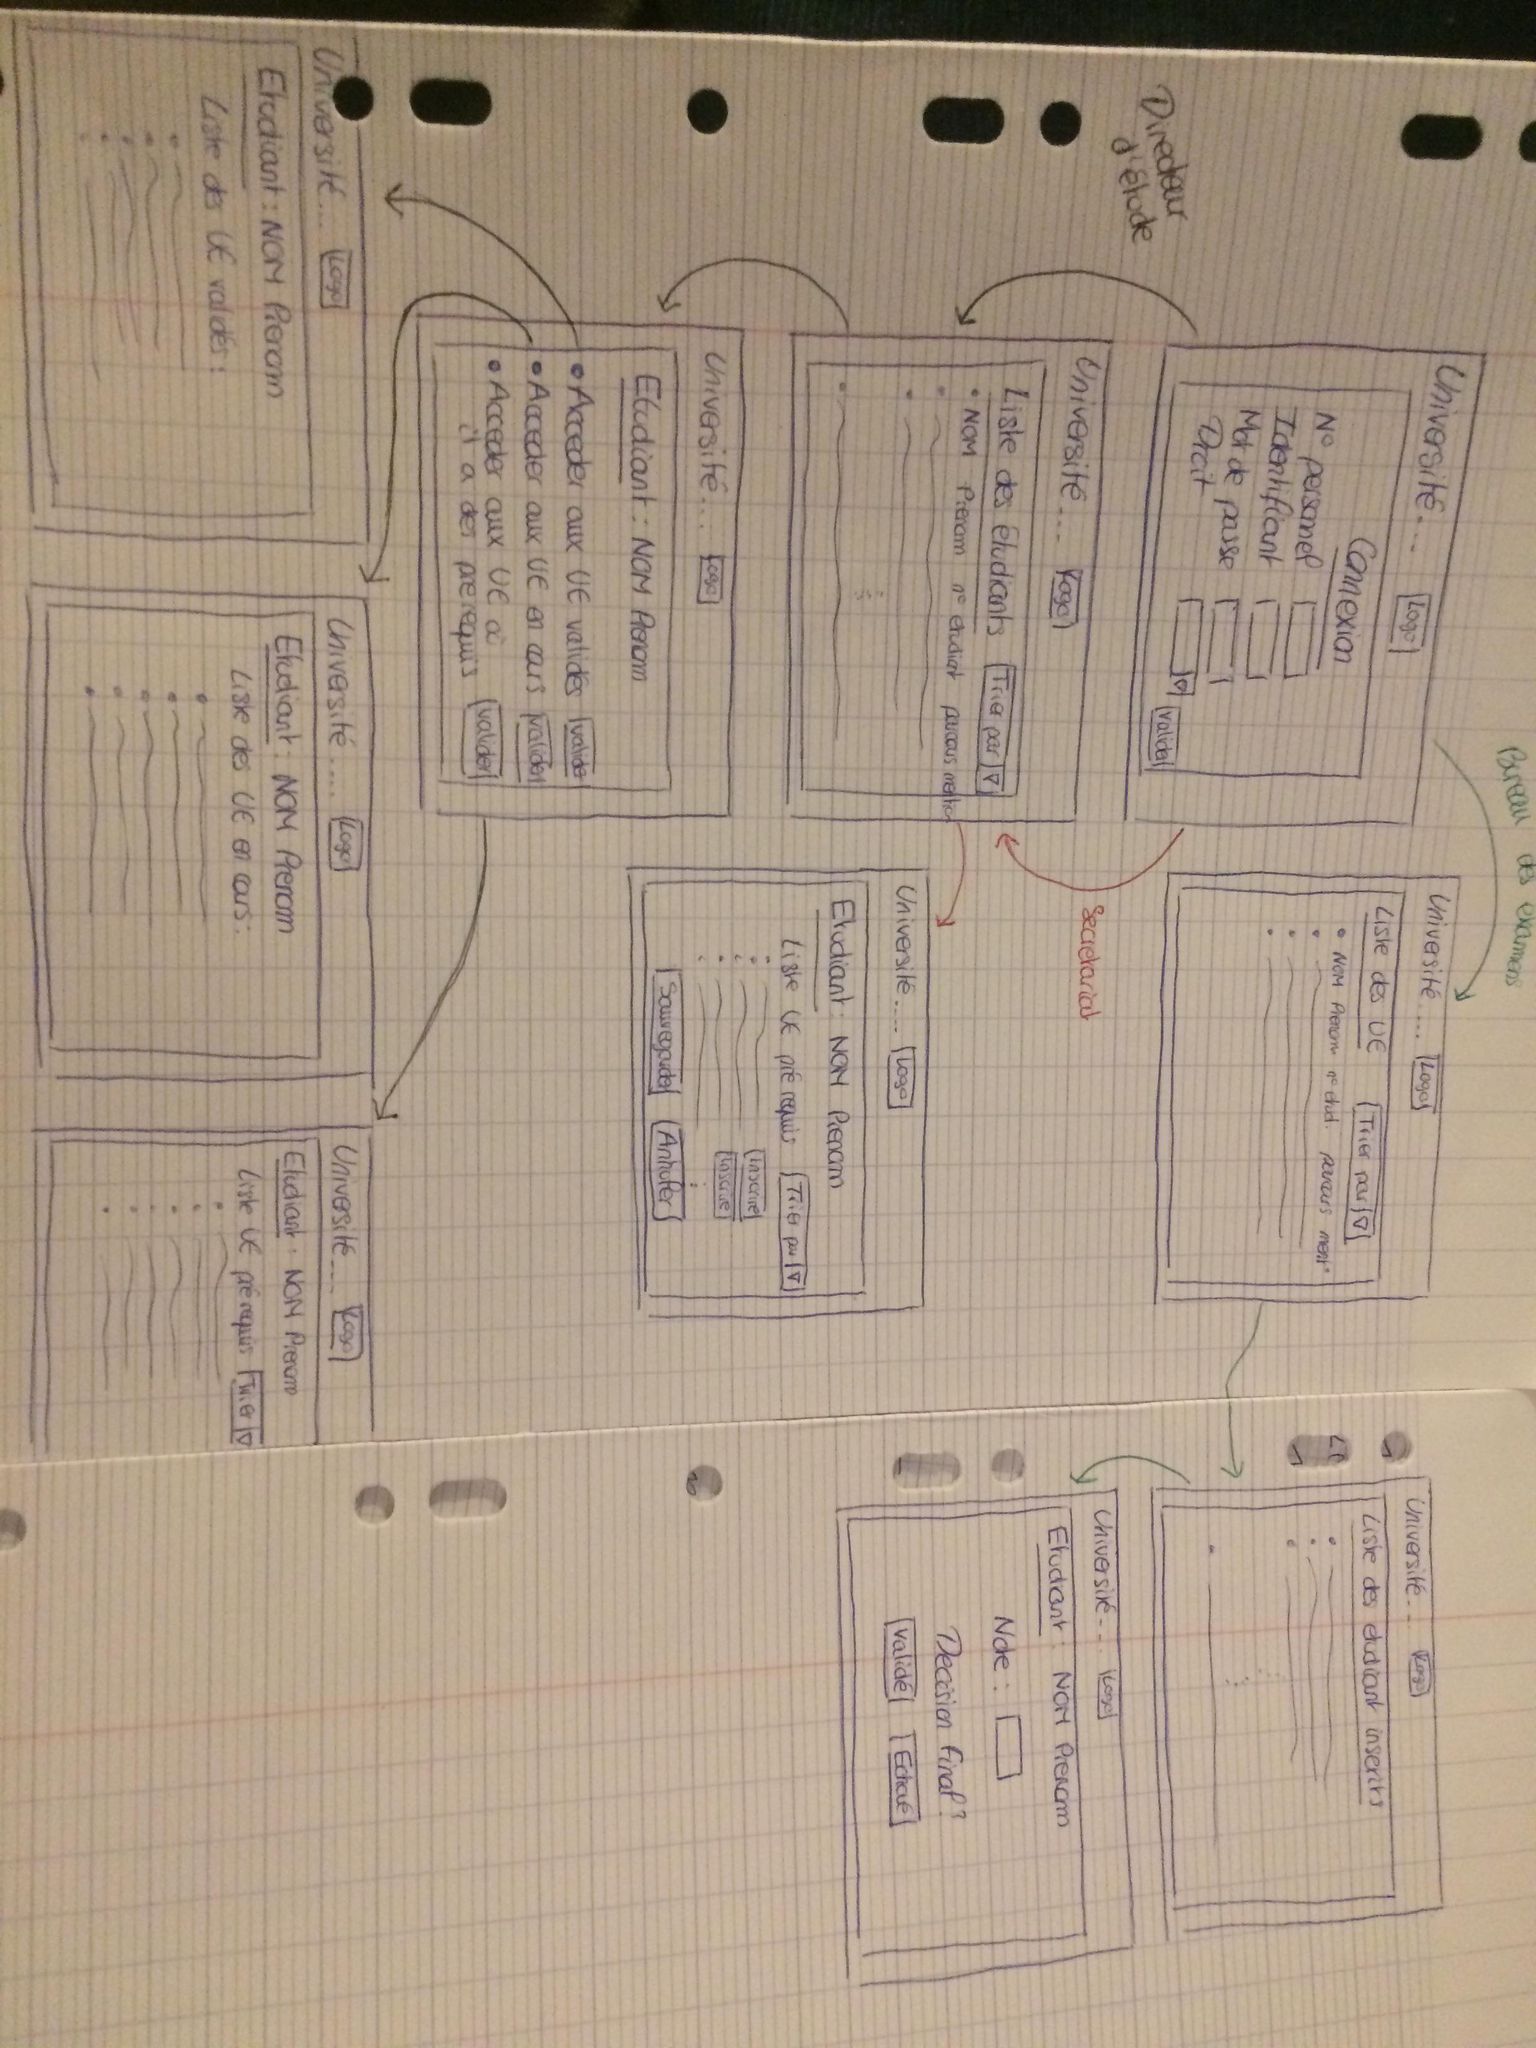 Bureau des examens
Université.... Logo
Connexion
N° personnel
Identifiant
Mot de passe
Droit
valider
Université.... Logo
Liste des UE Trier par
NOM Prenom n° etud. parcours ment°
Université... Logo
Liste des etudiant inscrits
Directeur
d'étude
Secretariat
Université.... Logo
Liste des étudiants Trier par
NOM Prenom n° etudiant parcours mention
Université.... Logo
Etudiant : NOM Prenom
Note :
Decision Final ?
Validé Echoué
Université.... Logo
Etudiant : NOM Prenom
Liste UE pré requis Trier par
inscrire
inscrire
Sauvegarder Annuler
Université.... Logo
Etudiant : NOM Prenom
Acceder aux UE validés valider
Acceder aux UE en cours valider
Acceder aux UE où
il a des prerequis valider
Université.... Logo
Etudiant : NOM Prenom
Liste des UE validés :
Université..... Logo
Etudiant : NOM Prenom
Liste des UE en cours :
Université.... Logo
Etudiant : NOM Prenom
Liste UE prérequis Trier